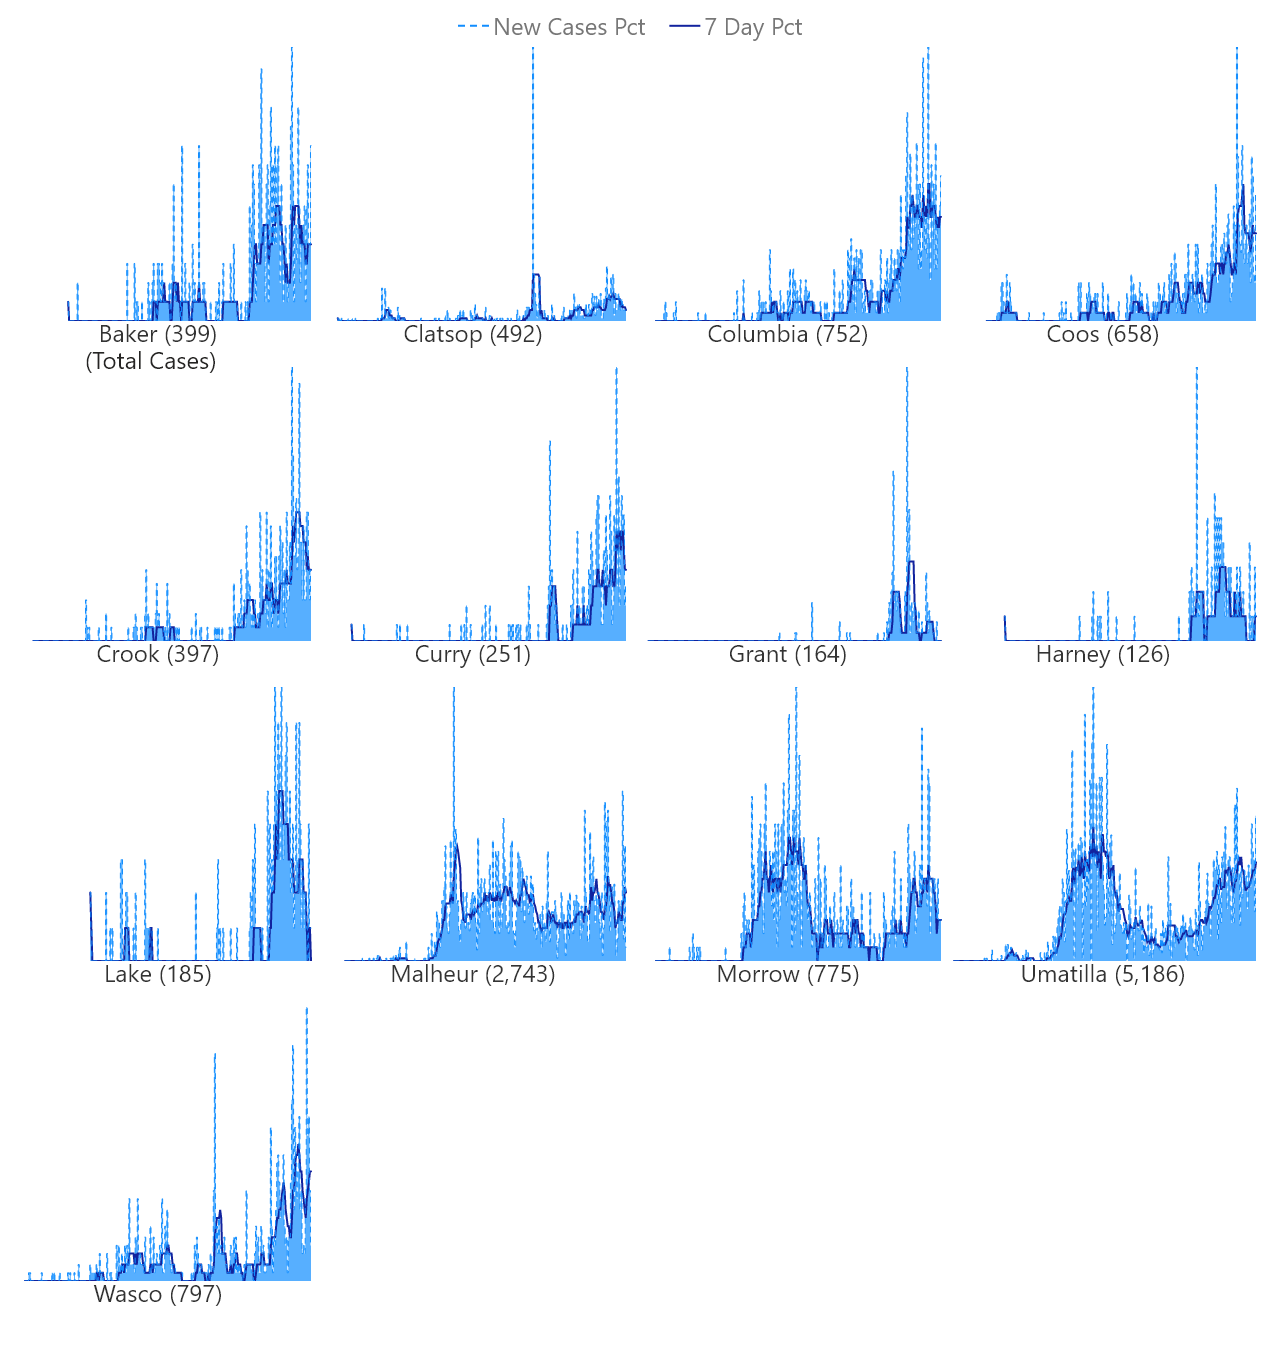 New Cases Pct 7 Day Pct
Baker (399) Clatsop (492) Columbia (752) Coos (658)
(Total Cases)
Crook (397) Curry (251) Grant (164) Harney (126)
Lake (185) Malheur (2,743) Morrow (775) Umatilla (5,186)
Wasco (797)